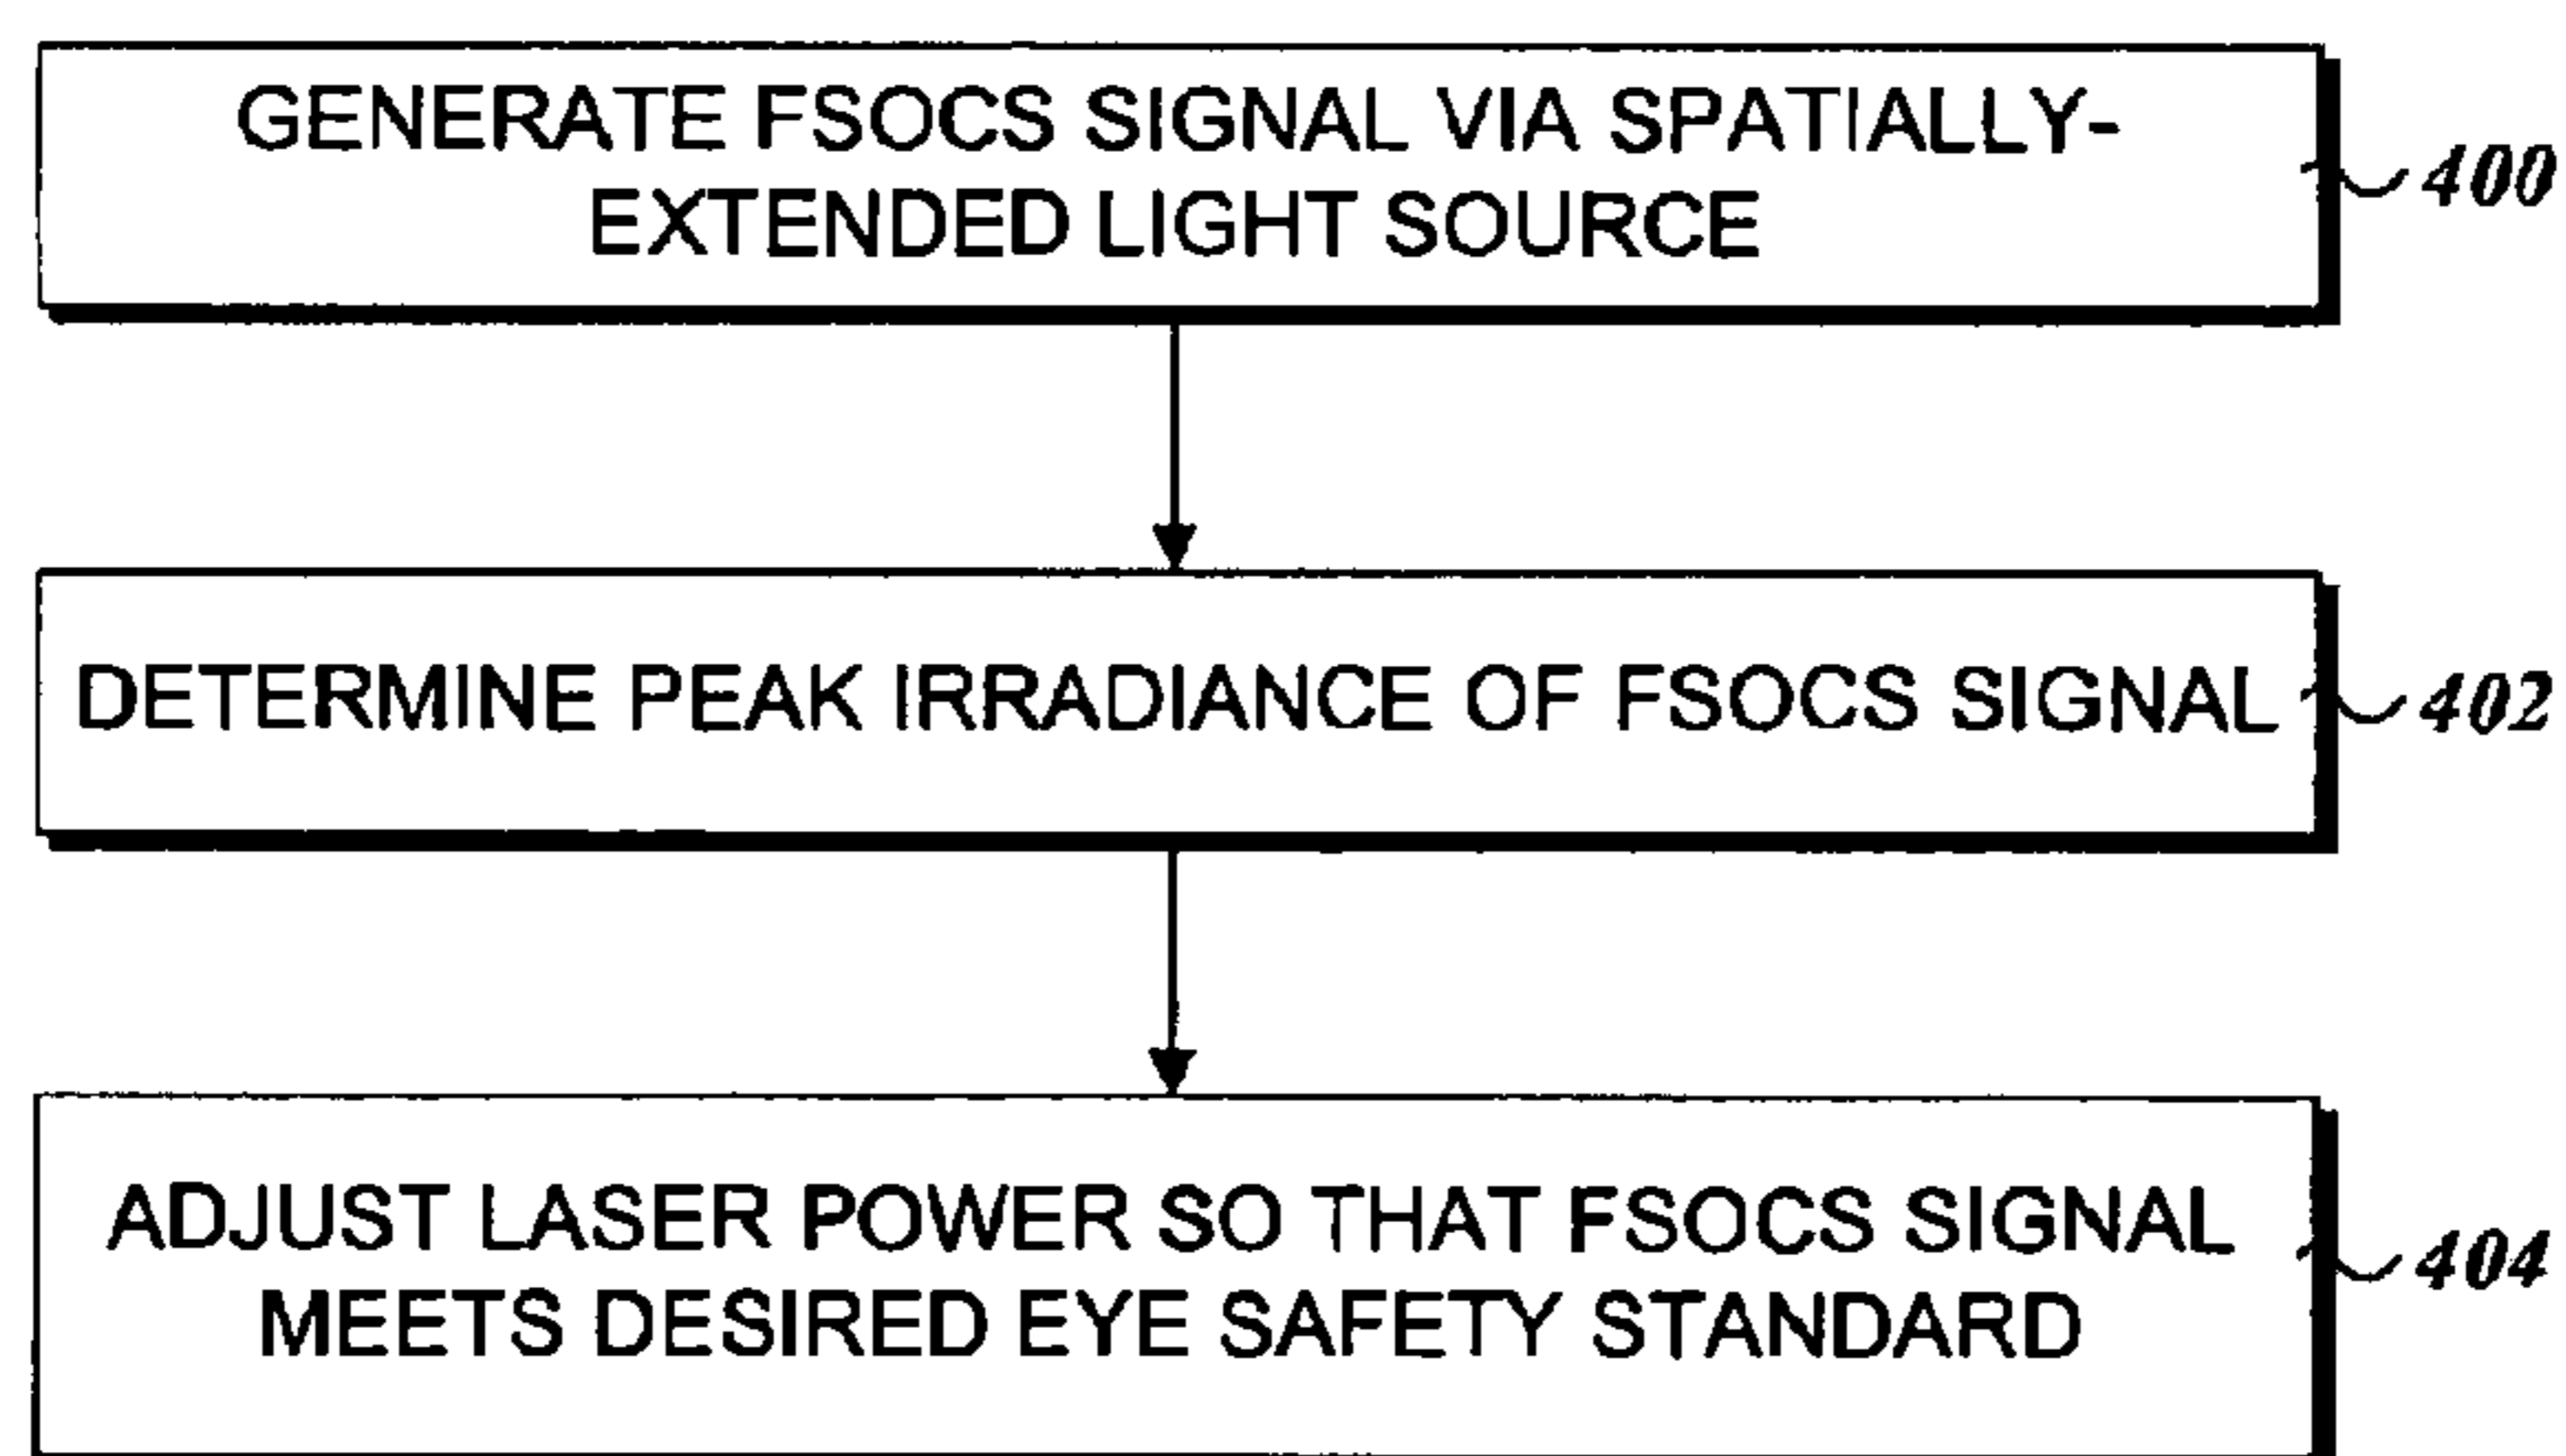 GENERATE FSOCS SIGNAL VIA SPATIALLY-
EXTENDED LIGHT SOURCE
400
DETERMINE PEAK IRRADIANCE OF FSOCS SIGNAL
402
ADJUST LASER POWER SO THAT FSOCS SIGNAL
MEETS DESIRED EYE SAFETY STANDARD
404